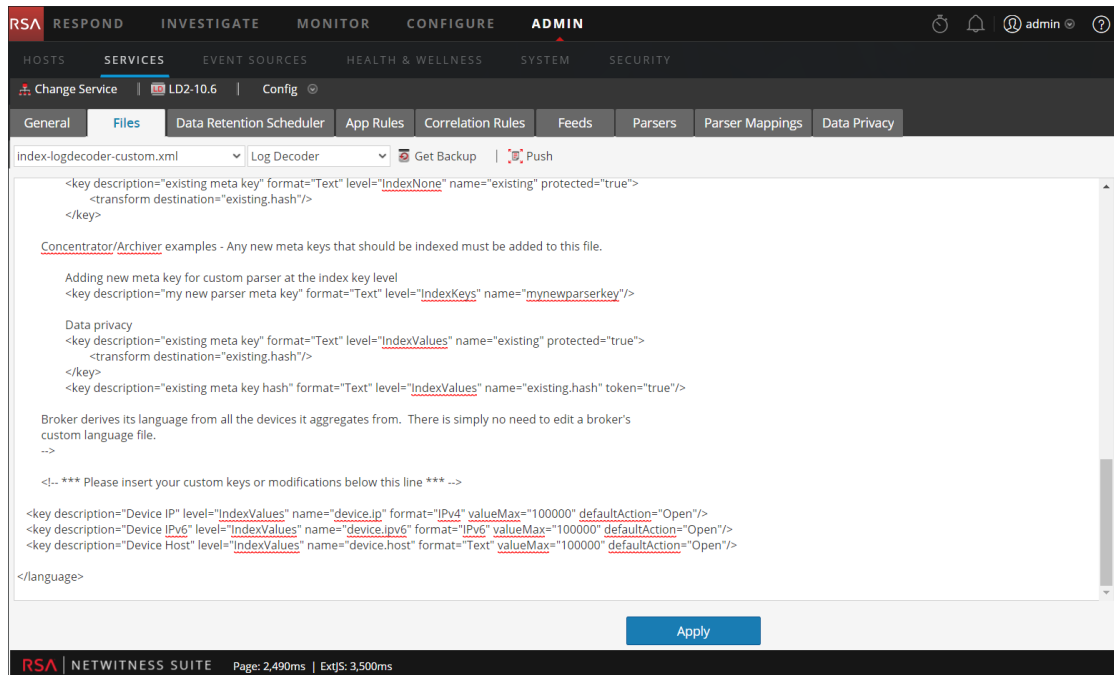 RSA RESPOND INVESTIGATE MONITOR CONFIGURE ADMIN admin ?
HOSTS SERVICES EVENT SOURCES HEALTH & WELLNESS SYSTEM SECURITY
Change Service | LD LD2-10.6 | Config
General Files Data Retention Scheduler App Rules Correlation Rules Feeds Parsers Parser Mappings Data Privacy
index-logdecoder-custom.xml Log Decoder Get Backup | Push
<key description="existing meta key" format="Text" level="IndexNone" name="existing" protected="true">
<transform destination="existing.hash"/>
</key>
Concentrator/Archiver examples - Any new meta keys that should be indexed must be added to this file.
Adding new meta key for custom parser at the index key level
<key description="my new parser meta key" format="Text" level="IndexKeys" name="mynewparserkey"/>
Data privacy
<key description="existing meta key" format="Text" level="IndexValues" name="existing" protected="true">
<transform destination="existing.hash"/>
</key>
<key description="existing meta key hash" format="Text" level="IndexValues" name="existing.hash" token="true"/>
Broker derives its language from all the devices it aggregates from.  There is simply no need to edit a broker's
custom language file.
-->
<!-- *** Please insert your custom keys or modifications below this line *** -->
<key description="Device IP" level="IndexValues" name="device.ip" format="IPv4" valueMax="100000" defaultAction="Open"/>
<key description="Device IPv6" level="IndexValues" name="device.ipv6" format="IPv6" valueMax="100000" defaultAction="Open"/>
<key description="Device Host" level="IndexValues" name="device.host" format="Text" valueMax="100000" defaultAction="Open"/>
</language>
Apply
RSA | NETWITNESS SUITE Page: 2,490ms | ExtJS: 3,500ms